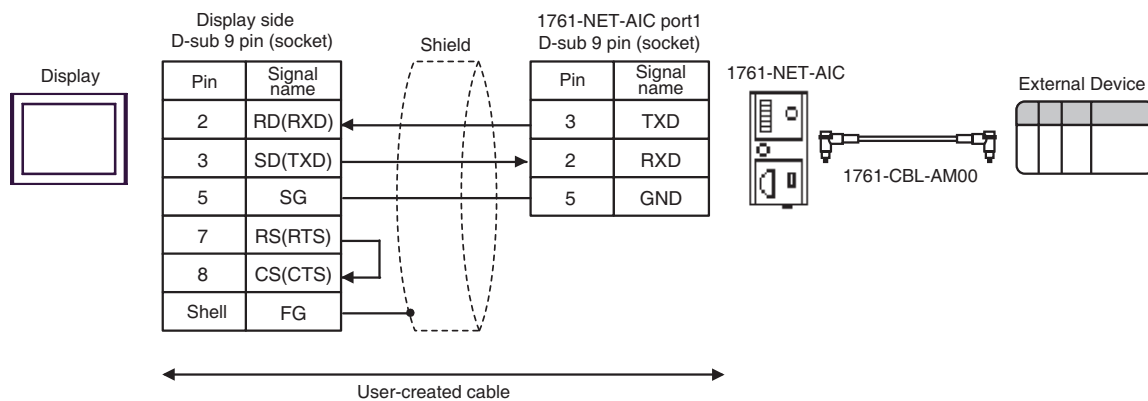 Display side
D-sub 9 pin (socket)
1761-NET-AIC port1
D-sub 9 pin (socket)
Shield
Display
Pin
Signal
name
2
RD(RXD)
3
SD(TXD)
5
SG
7
RS(RTS)
8
CS(CTS)
Shell
FG
Pin
Signal
name
3
TXD
2
RXD
5
GND
1761-NET-AIC
1761-CBL-AM00
External Device
User-created cable